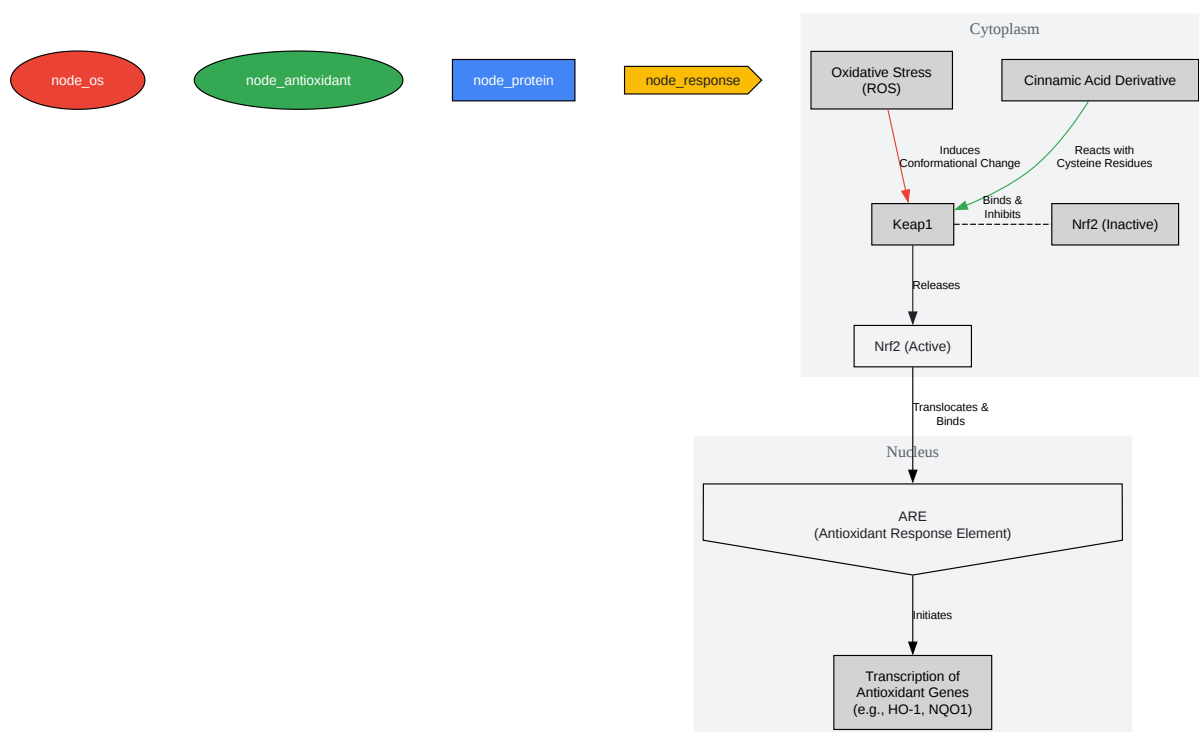 Cytoplasm
node_os
node_antioxidant
node_protein
node_response
Oxidative Stress
(ROS)
Cinnamic Acid Derivative
Induces
Conformational Change
Reacts with
Cysteine Residues
Keap1
Binds &
Inhibits
Nrf2 (Inactive)
Releases
Nrf2 (Active)
Translocates &
Binds
Nucleus
ARE
(Antioxidant Response Element)
Initiates
Transcription of
Antioxidant Genes
(e.g., HO-1, NQO1)